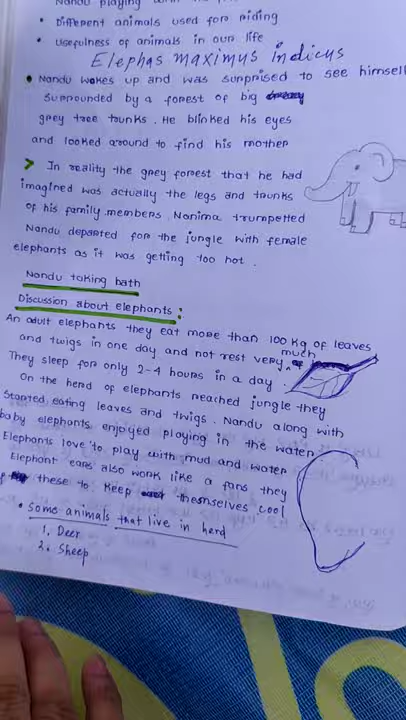 Nandu playing with
• Different animals used for riding
• Usefulness of animals in our life
Elephas maximus indicus
• Nandu wakes up and was surprised to see himself
surrounded by a forest of big
grey tree trunks. He blinked his eyes
and looked around to find his mother
> In reality the grey forest that he had
imagined was actually the legs and trunks
of his family members. Nanima trumpetted
Nandu departed for the jungle with female
elephants as it was getting too hot.
Nandu taking bath
Discussion about elephants:
An adult elephants they eat more than 100 kg of leaves
and twigs in one day and not rest very much
They sleep for only 2-4 hours in a day.
On the herd of elephants reached jungle they
Started eating leaves and twigs. Nandu along with
baby elephants enjoyed playing in the water
Elephants love to play with mud and water
Elephant ears also work like a fans they
these to keep themselves cool
• Some animals that live in herd
1. Deer
2. Sheep